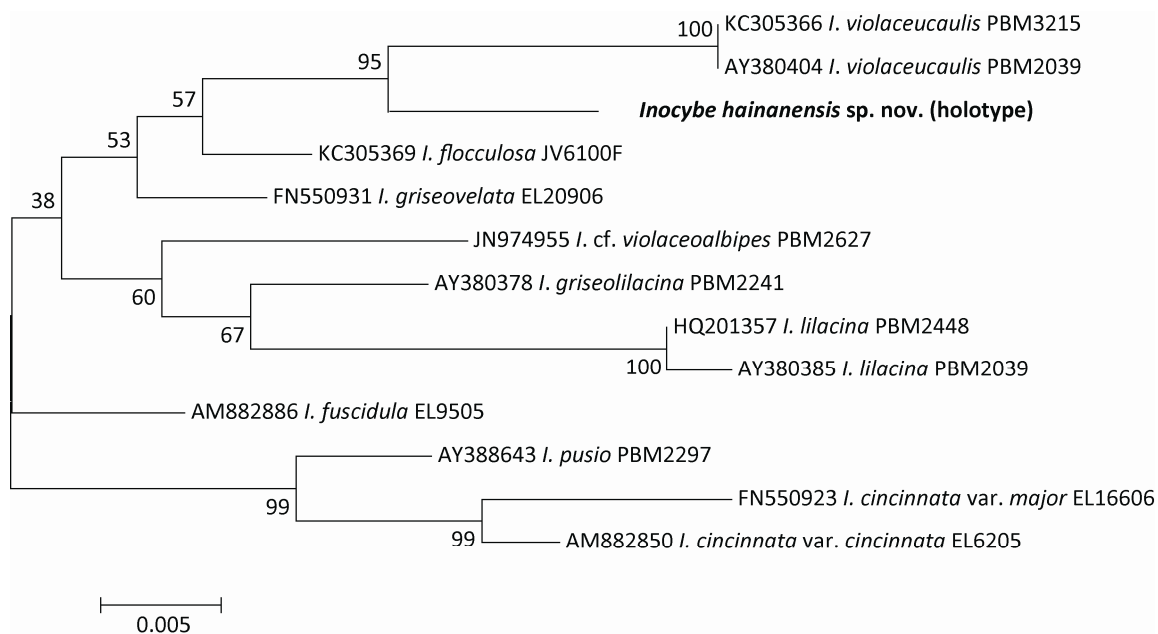 100 KC305366 I. violaceucaulis PBM3215
95
AY380404 I. violaceucaulis PBM2039
57
Inocybe hainanensis sp. nov. (holotype)
53
KC305369 I. flocculosa JV6100F
38
FN550931 I. griseovelata EL20906
JN974955 I. cf. violaceoalbipes PBM2627
60
AY380378 I. griseolilacina PBM2241
67
HQ201357 I. lilacina PBM2448
100
AY380385 I. lilacina PBM2039
AM882886 I. fuscidula EL9505
AY388643 I. pusio PBM2297
99
FN550923 I. cincinnata var. major EL16606
99
AM882850 I. cincinnata var. cincinnata EL6205
0.005